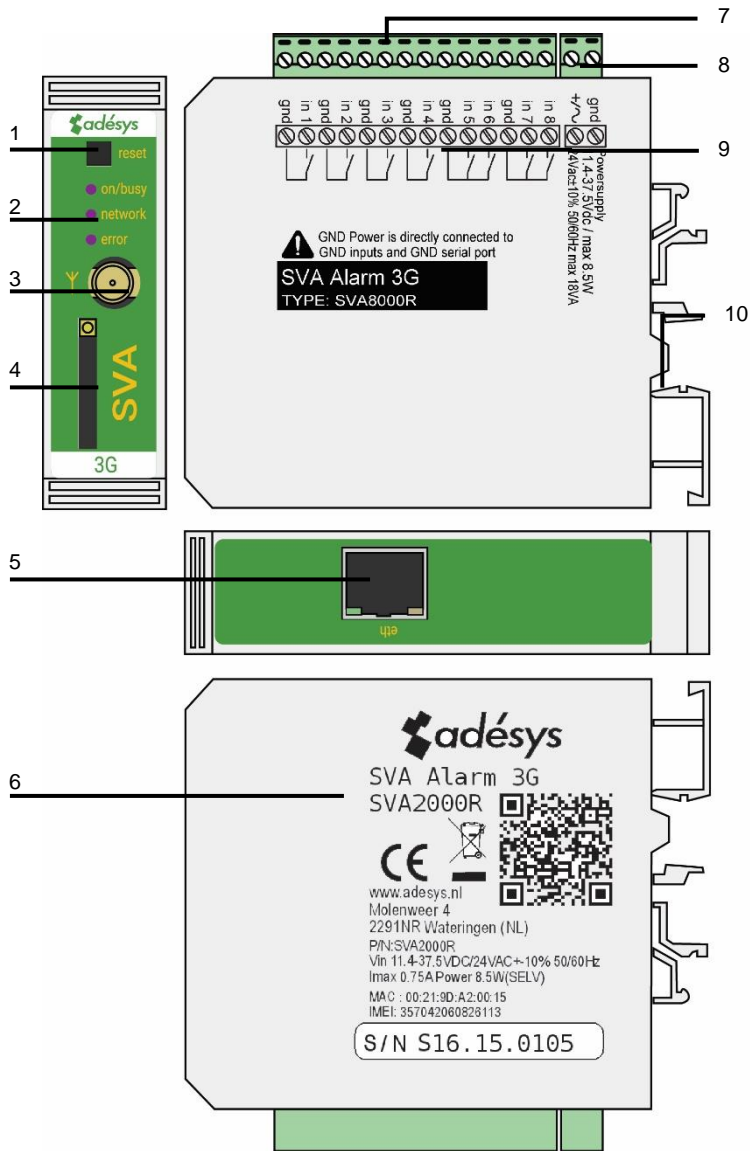 7
8
adésys
1
reset
on/busy
2
network
error
3
4
SVA
3G
gnd
in 1
gnd
in 2
gnd
in 3
gnd
in 4
gnd
in 5
in 6
gnd
in 7
in 8
+/~
gnd
9
Powersupply
1.4-37.5Vdc / max 8.5W
24Vac±10% 50/60Hz max 18VA
GND Power is directly connected to
GND inputs and GND serial port
SVA Alarm 3G
TYPE: SVA8000R
10
5
eth
6
adésys
SVA Alarm 3G
SVA2000R
CE
www.adesys.nl
Molenweer 4
2291NR Wateringen (NL)
P/N:SVA2000R
Vin 11.4-37.5VDC/24VAC+-10% 50/60Hz
Imax 0.75A Power 8.5W(SELV)
MAC : 00:21:9D:A2:00:15
IMEI: 357042060826113
S/N S16.15.0105